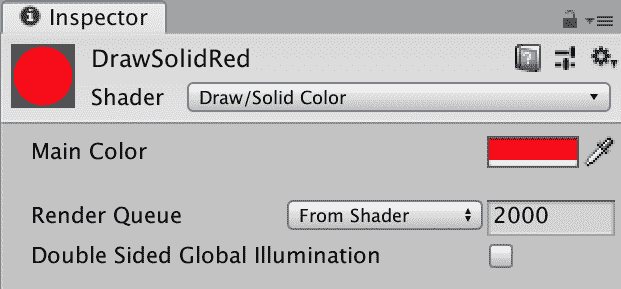 Inspector
DrawSolidRed
Shader Draw/Solid Color
Main Color
Render Queue From Shader 2000
Double Sided Global Illumination